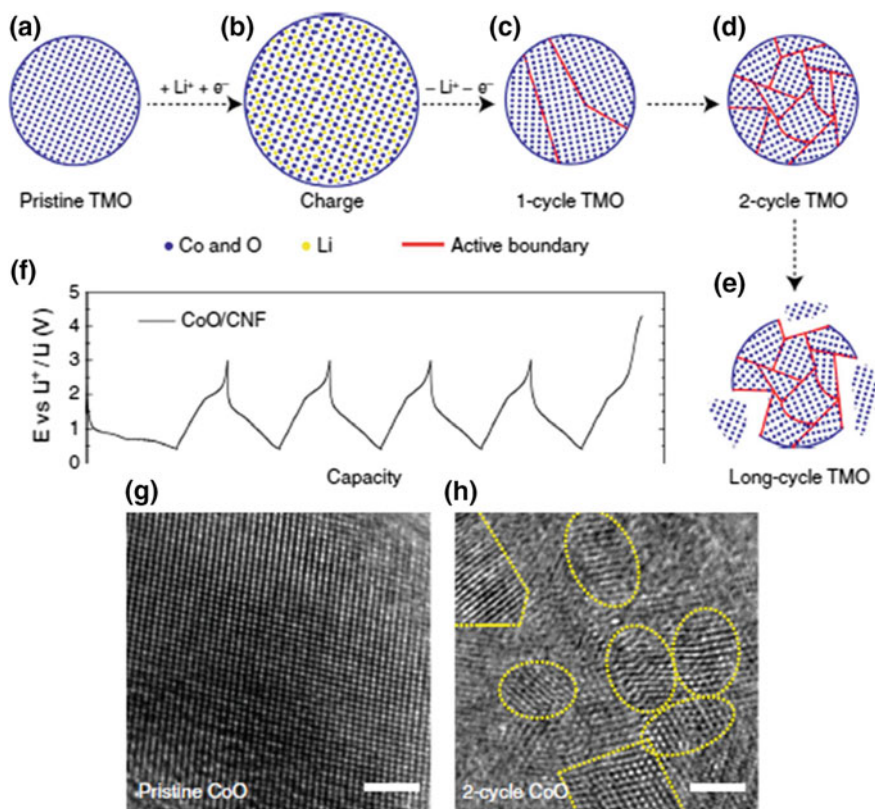 (a)
(b)
(c)
(d)
+ Li⁺ + e⁻
− Li⁺ − e⁻
Pristine TMO
Charge
1-cycle TMO
2-cycle TMO
Co and O
Li
Active boundary
(f)
(e)
5
4
3
2
1
0
E vs Li⁺/Li (V)
CoO/CNF
Capacity
Long-cycle TMO
(g)
(h)
Pristine CoO
2-cycle CoO